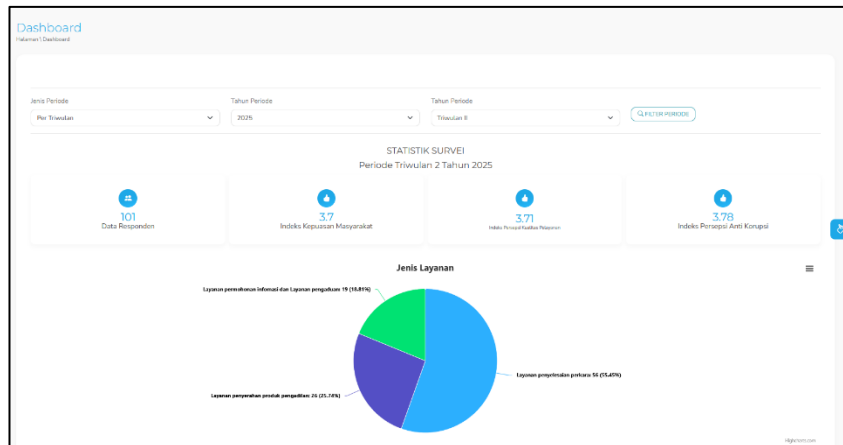 Dashboard
Halaman Dashboard
Jenis Periode
Tahun Periode
Tahun Periode
Per Triwulan
2025
Triwulan II
FILTER PERIODE
STATISTIK SURVEI
Periode Triwulan 2 Tahun 2025
101
Data Responden
3.7
Indeks Kepuasan Masyarakat
3.71
Indeks Persepsi Kualitas Pelayanan
3.78
Indeks Persepsi Anti Korupsi
Jenis Layanan
Layanan permohonan infomasi dan Layanan pengaduan: 19 (18.81%)
Layanan penyelesaian perkara: 56 (55.45%)
Layanan penyerahan produk pengadilan: 26 (25.74%)
Highcharts.com